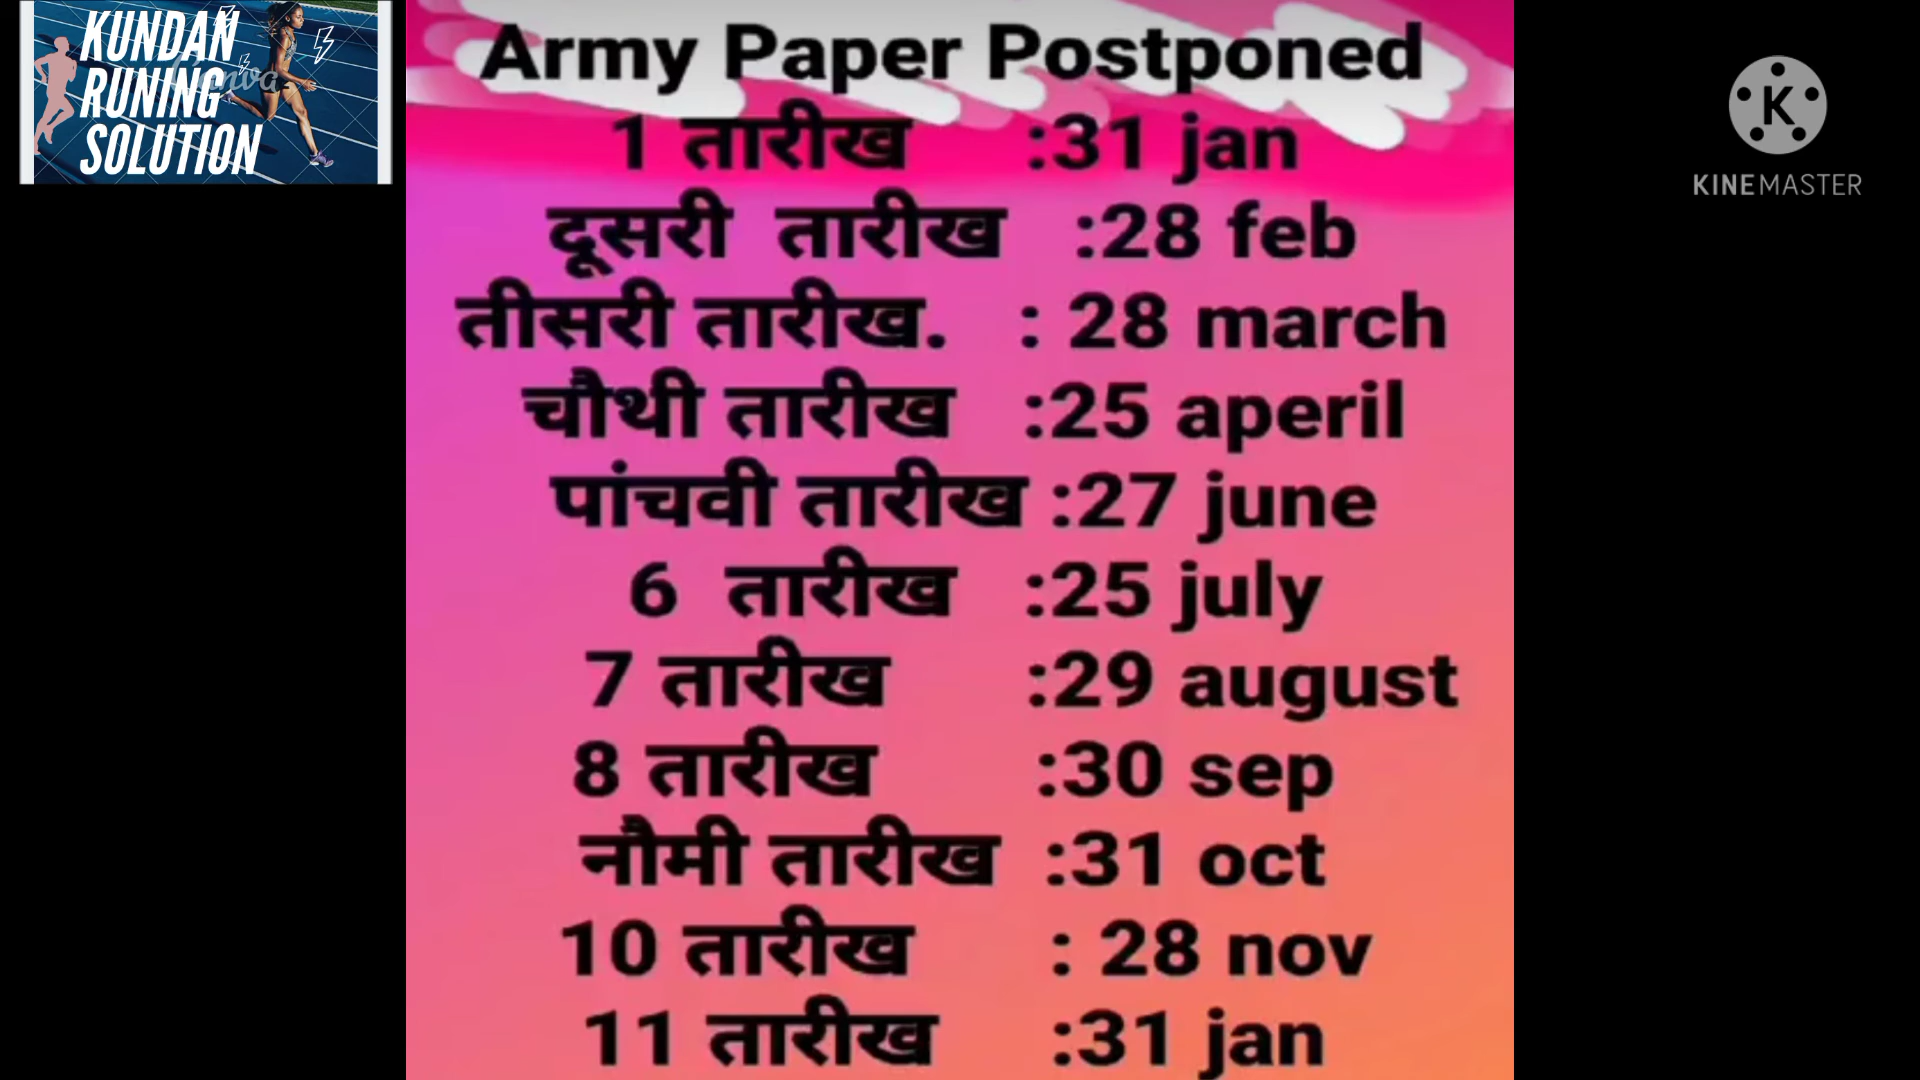 KUNDAN
RUNING
SOLUTION
Army Paper Postponed
1 तारीख :31 jan
दूसरी तारीख :28 feb
तीसरी तारीख. : 28 march
चौथी तारीख :25 aperil
पांचवी तारीख :27 june
6 तारीख :25 july
7 तारीख :29 august
8 तारीख :30 sep
नौमी तारीख :31 oct
10 तारीख : 28 nov
11 तारीख :31 jan
K
KINEMASTER